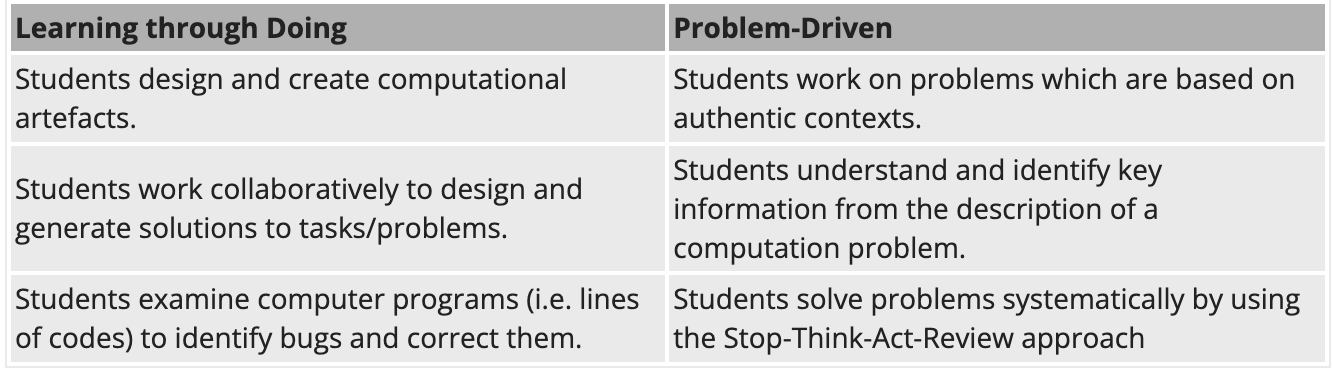 Learning through Doing
Problem-Driven
Students design and create computational
artefacts.
Students work on problems which are based on
authentic contexts.
Students work collaboratively to design and
generate solutions to tasks/problems.
Students understand and identify key
information from the description of a
computation problem.
Students examine computer programs (i.e. lines
of codes) to identify bugs and correct them.
Students solve problems systematically by using
the Stop-Think-Act-Review approach